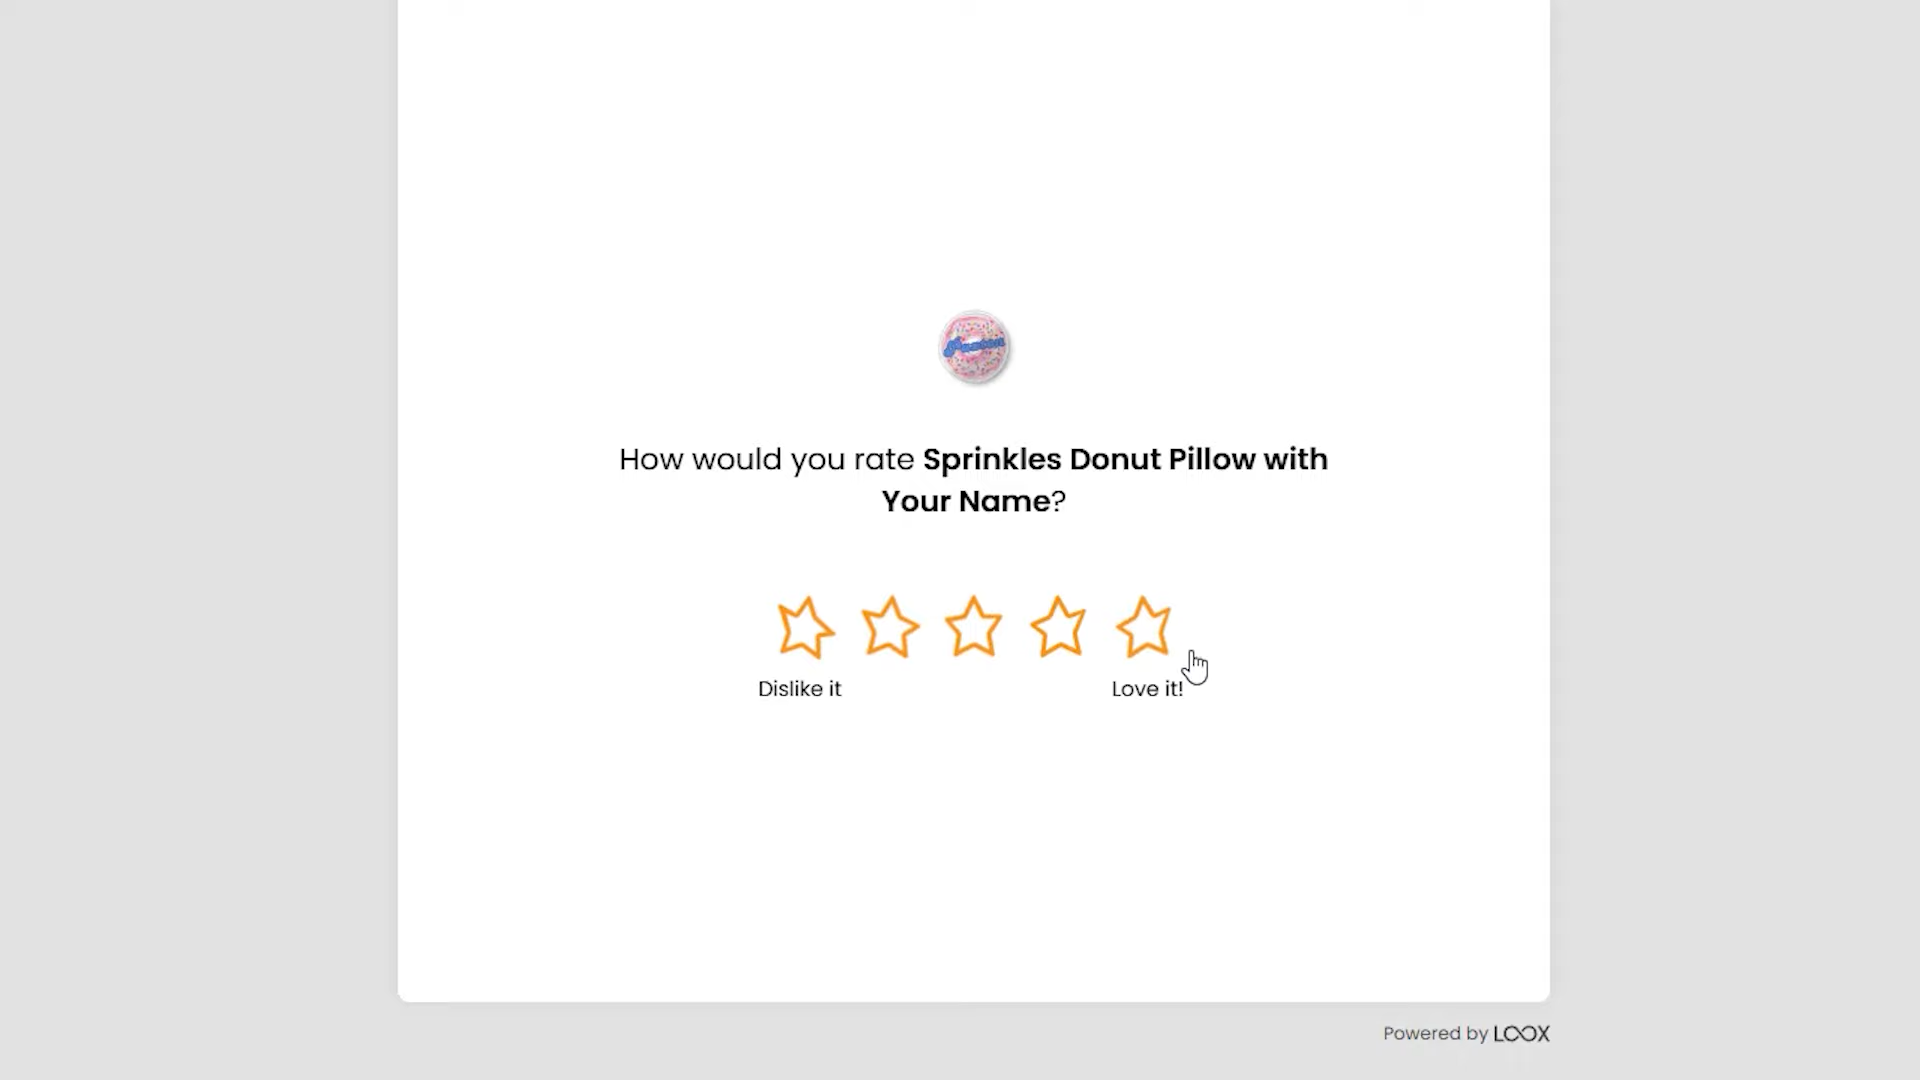 How would you rate Sprinkles Donut Pillow with
Your Name?
Dislike it
Love it!
Powered by LOOX